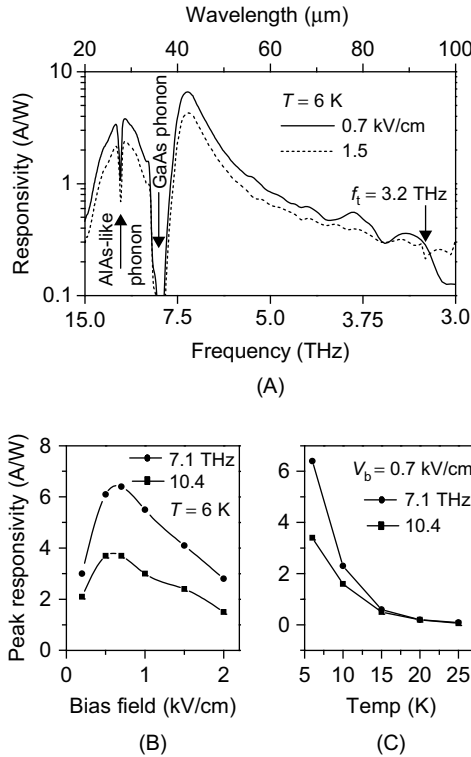 Wavelength (μm)
20 40 60 80 100
10
1
0.1
Responsivity (A/W)
AlAs-like
phonon
GaAs phonon
T = 6 K
0.7 kV/cm
1.5
f_t = 3.2 THz
15.0 7.5 5.0 3.75 3.0
Frequency (THz)
(A)
Peak responsivity (A/W)
8
6
4
2
0
7.1 THz
10.4
T = 6 K
0 1 2
Bias field (kV/cm)
(B)
6
4
2
0
V_b = 0.7 kV/cm
7.1 THz
10.4
5 10 15 20 25
Temp (K)
(C)